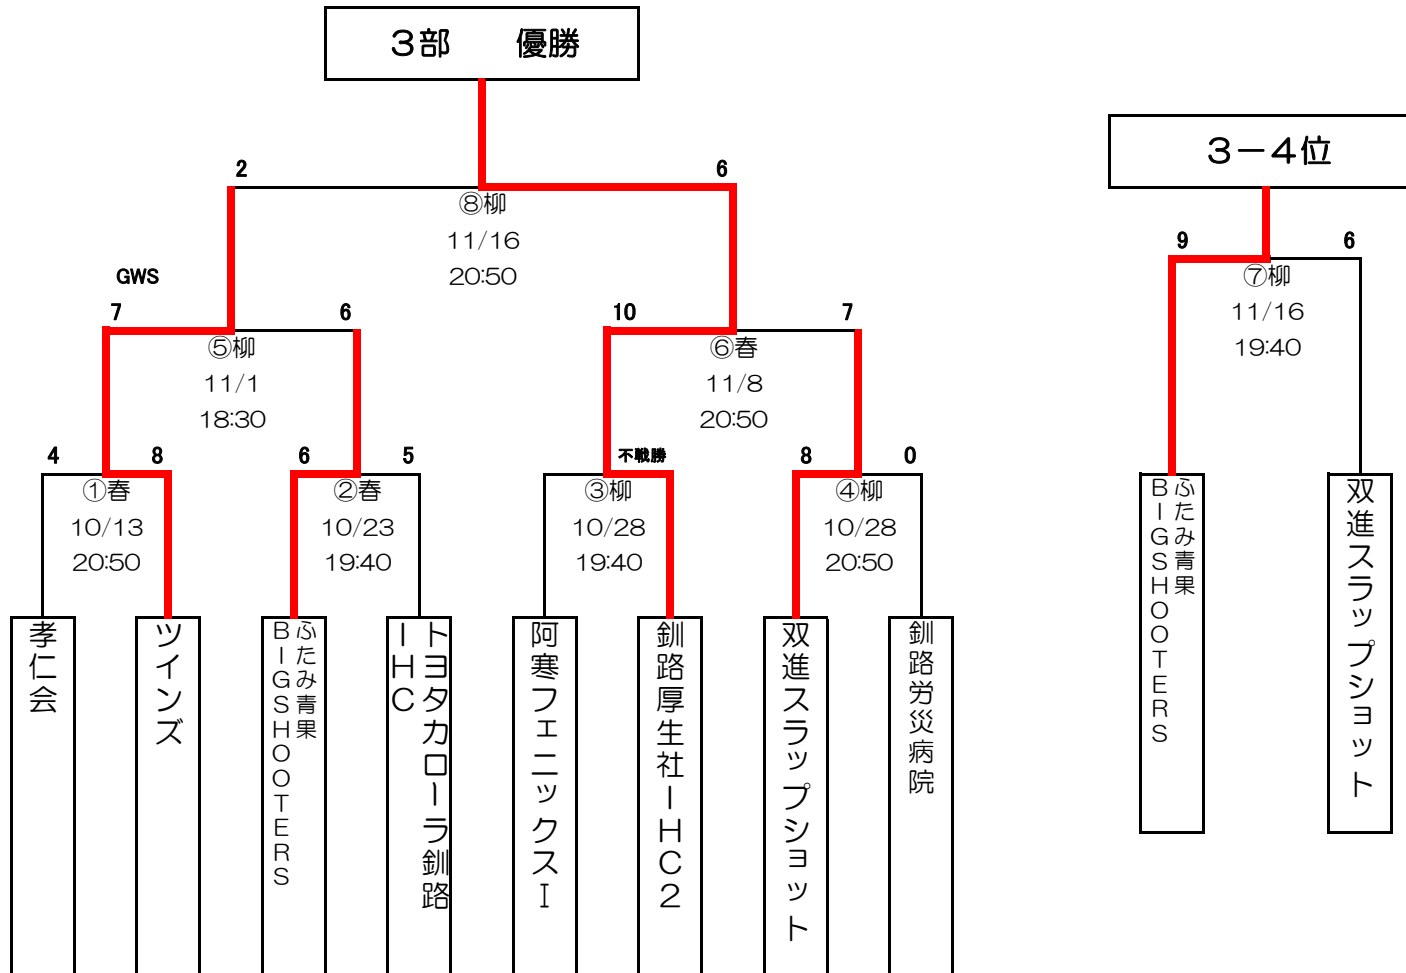 3部 優勝
3－4位
2 6
⑧柳
11/16
20:50
9 6
⑦柳
11/16
19:40
GWS
7 6
⑤柳
11/1
18:30
10 7
⑥春
11/8
20:50
4 8
①春
10/13
20:50
6 5
②春
10/23
19:40
不戦勝
③柳
10/28
19:40
8 0
④柳
10/28
20:50
孝仁会
ツインズ
ふたみ青果
BIGSHOOTERS
トヨタカローラ釧路
IHC
阿寒フェニックスⅠ
釧路厚生社IHC2
双進スラップショット
釧路労災病院
ふたみ青果
BIGSHOOTERS
双進スラップショット